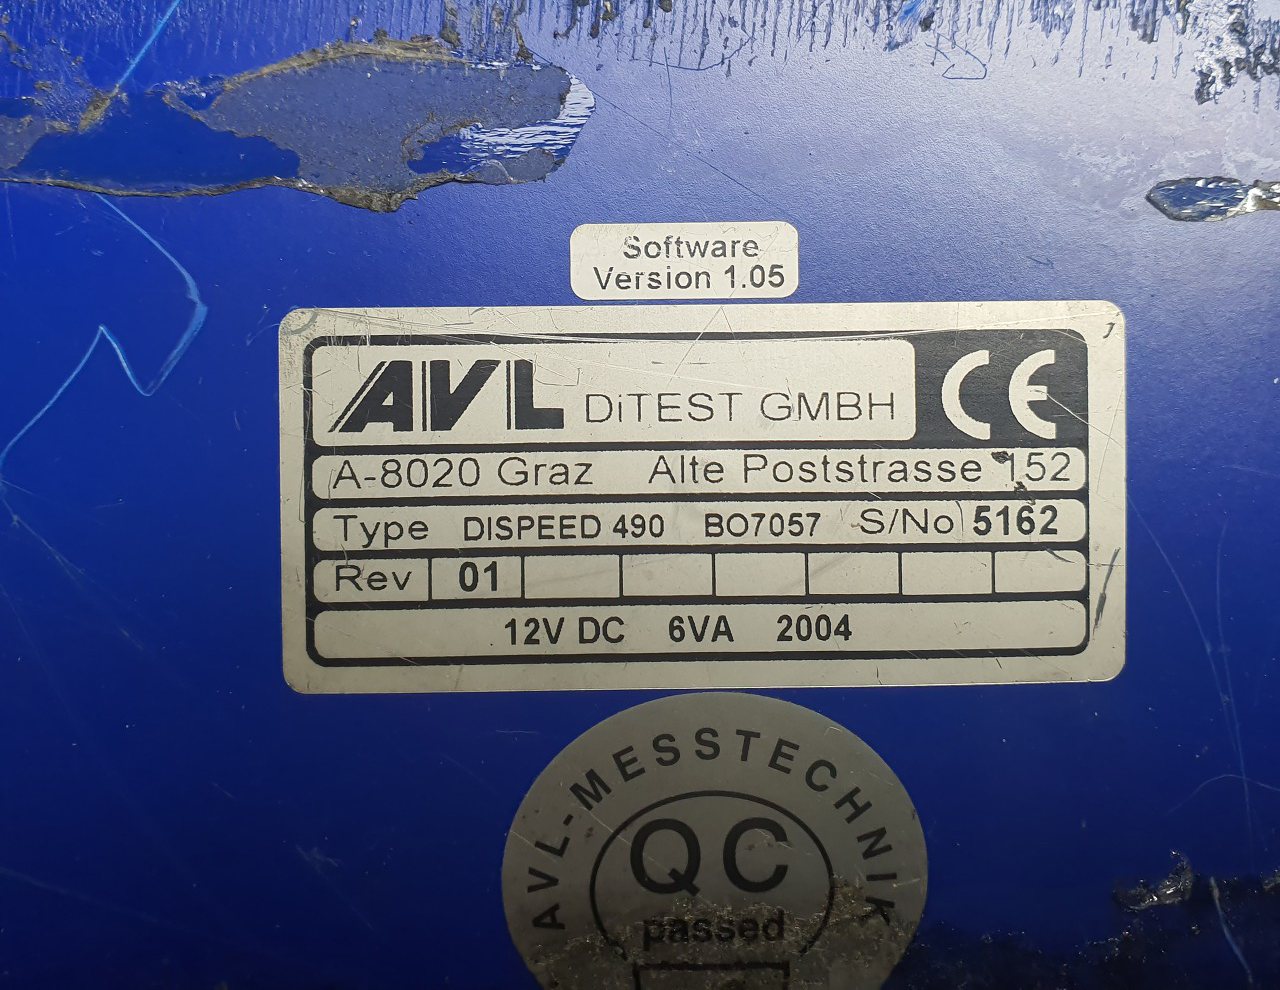 Software
Version 1.05
AVL DiTEST GMBH CE
A-8020 Graz Alte Poststrasse 152
Type DISPEED 490 BO7057 S/No 5162
Rev 01
12V DC 6VA 2004
AVL-MESSTECHNIK
QC
passed